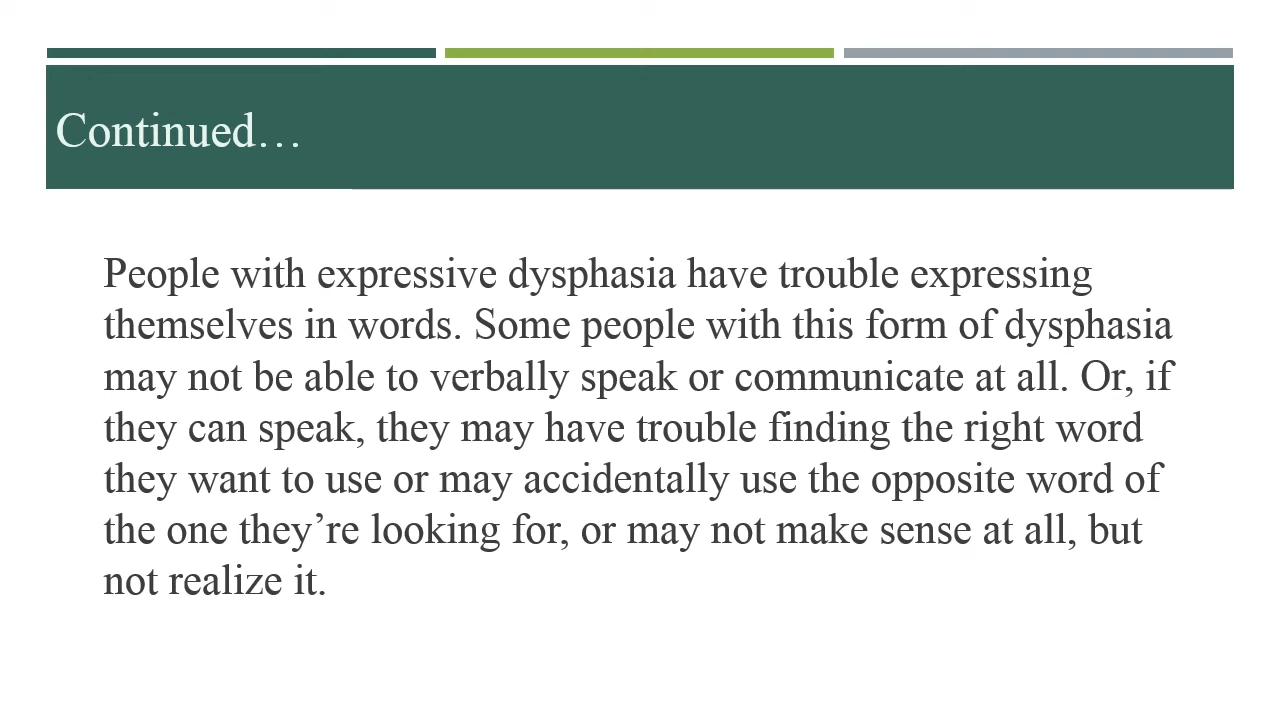 Continued…
People with expressive dysphasia have trouble expressing
themselves in words. Some people with this form of dysphasia
may not be able to verbally speak or communicate at all. Or, if
they can speak, they may have trouble finding the right word
they want to use or may accidentally use the opposite word of
the one they’re looking for, or may not make sense at all, but
not realize it.